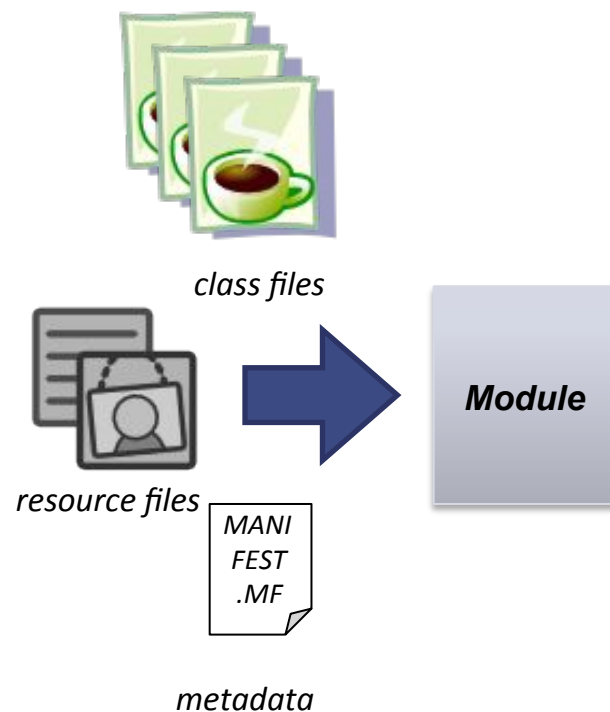 class files
Module
resource files
MANI
FEST
.MF
metadata